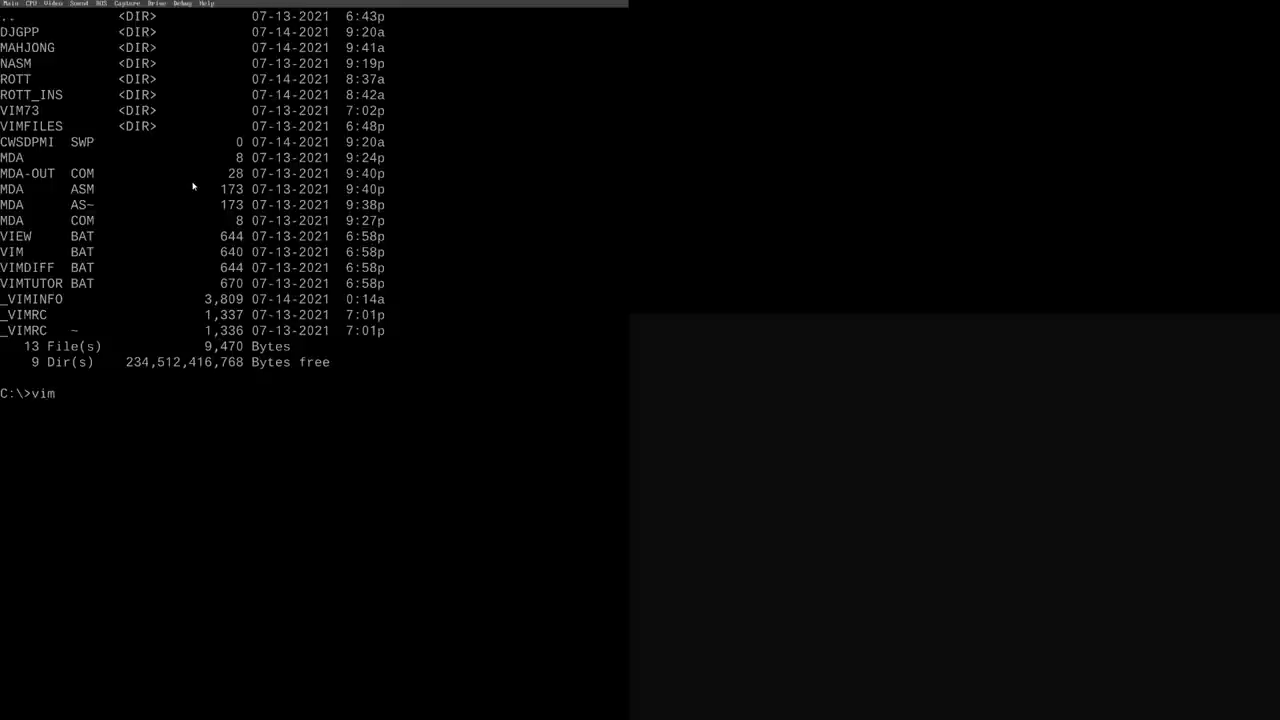 Main CPU Video Sound DOS Capture Drive Debug Help
.. <DIR> 07-13-2021 6:43p
DJGPP <DIR> 07-14-2021 9:20a
MAHJONG <DIR> 07-14-2021 9:41a
NASM <DIR> 07-13-2021 9:19p
ROTT <DIR> 07-14-2021 8:37a
ROTT_INS <DIR> 07-14-2021 8:42a
VIM73 <DIR> 07-13-2021 7:02p
VIMFILES <DIR> 07-13-2021 6:48p
CWSDPMI SWP 0 07-14-2021 9:20a
MDA 8 07-13-2021 9:24p
MDA-OUT COM 28 07-13-2021 9:40p
MDA ASM 173 07-13-2021 9:40p
MDA AS~ 173 07-13-2021 9:38p
MDA COM 8 07-13-2021 9:27p
VIEW BAT 644 07-13-2021 6:58p
VIM BAT 640 07-13-2021 6:58p
VIMDIFF BAT 644 07-13-2021 6:58p
VIMTUTOR BAT 670 07-13-2021 6:58p
_VIMINFO 3,809 07-14-2021 0:14a
_VIMRC 1,337 07-13-2021 7:01p
_VIMRC ~ 1,336 07-13-2021 7:01p
13 File(s) 9,470 Bytes
9 Dir(s) 234,512,416,768 Bytes free
C:\>vim